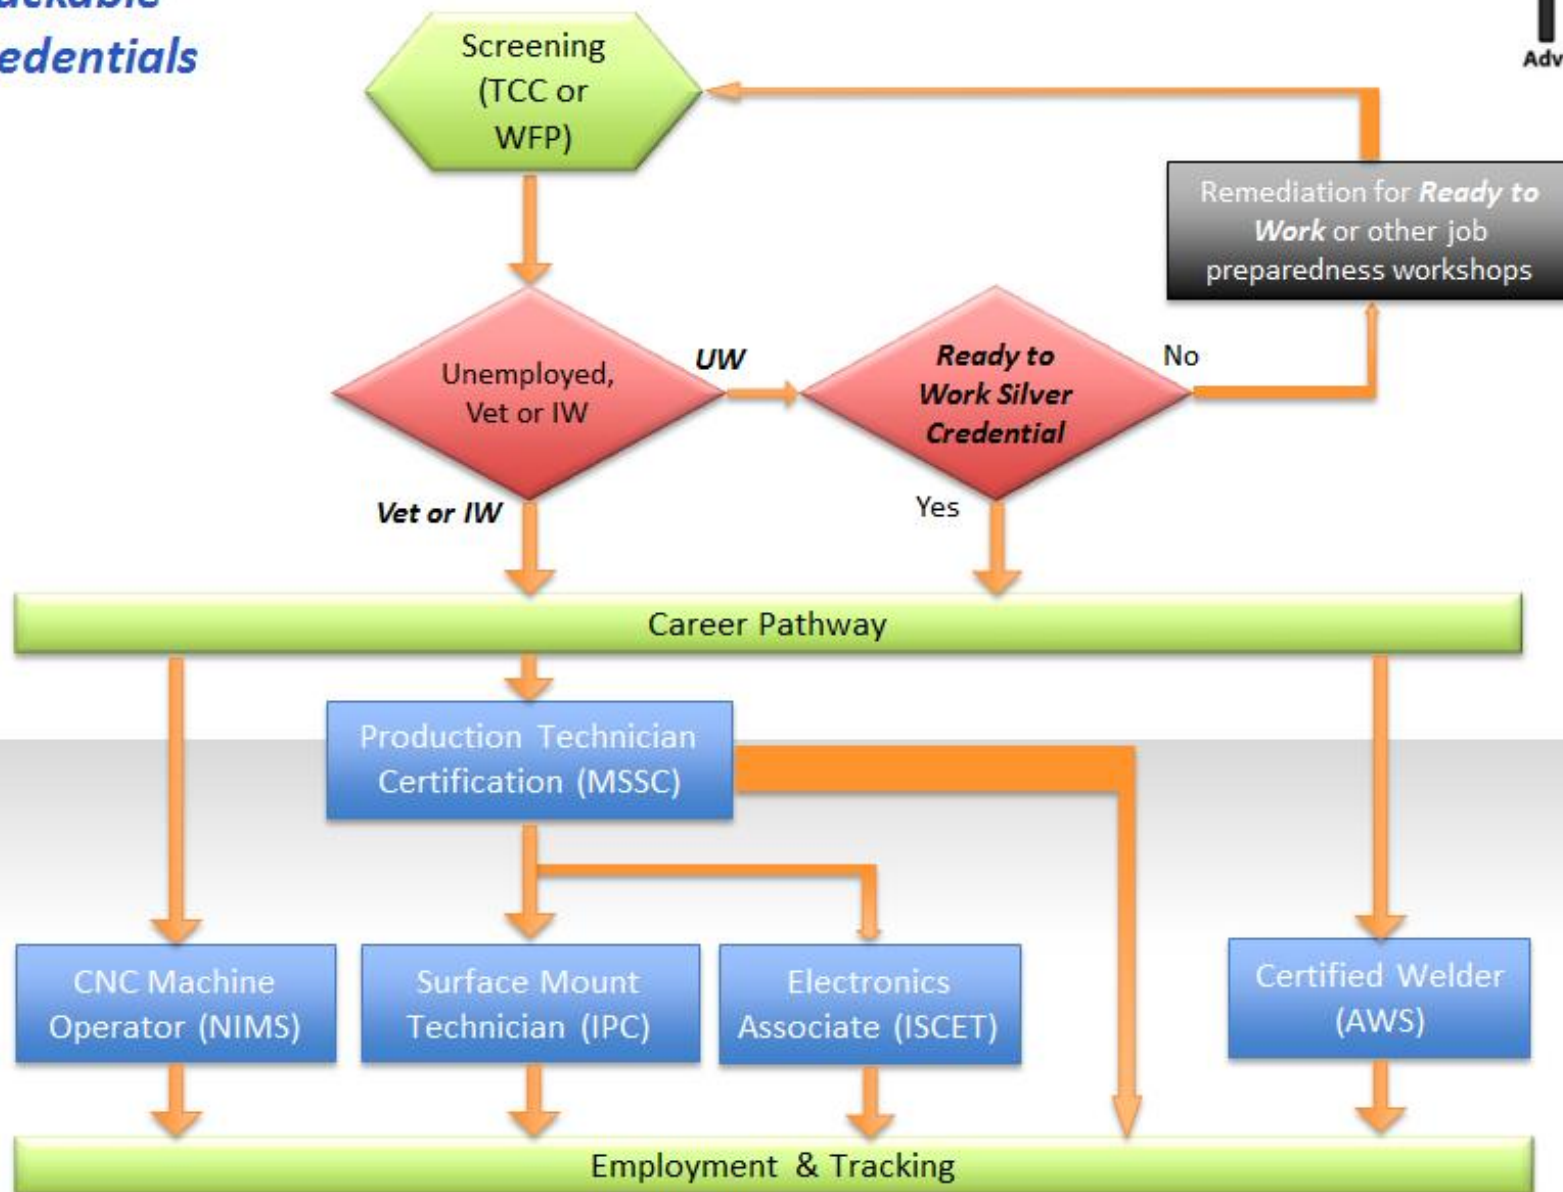 edentials
Adv
Screening
(TCC or
WFP)
Remediation for Ready to
Work or other job
preparedness workshops
Unemployed,
Vet or IW
UW
Ready to
Work Silver
Credential
No
Vet or IW
Yes
Career Pathway
Production Technician
Certification (MSSC)
CNC Machine
Operator (NIMS)
Surface Mount
Technician (IPC)
Electronics
Associate (ISCET)
Certified Welder
(AWS)
Employment & Tracking